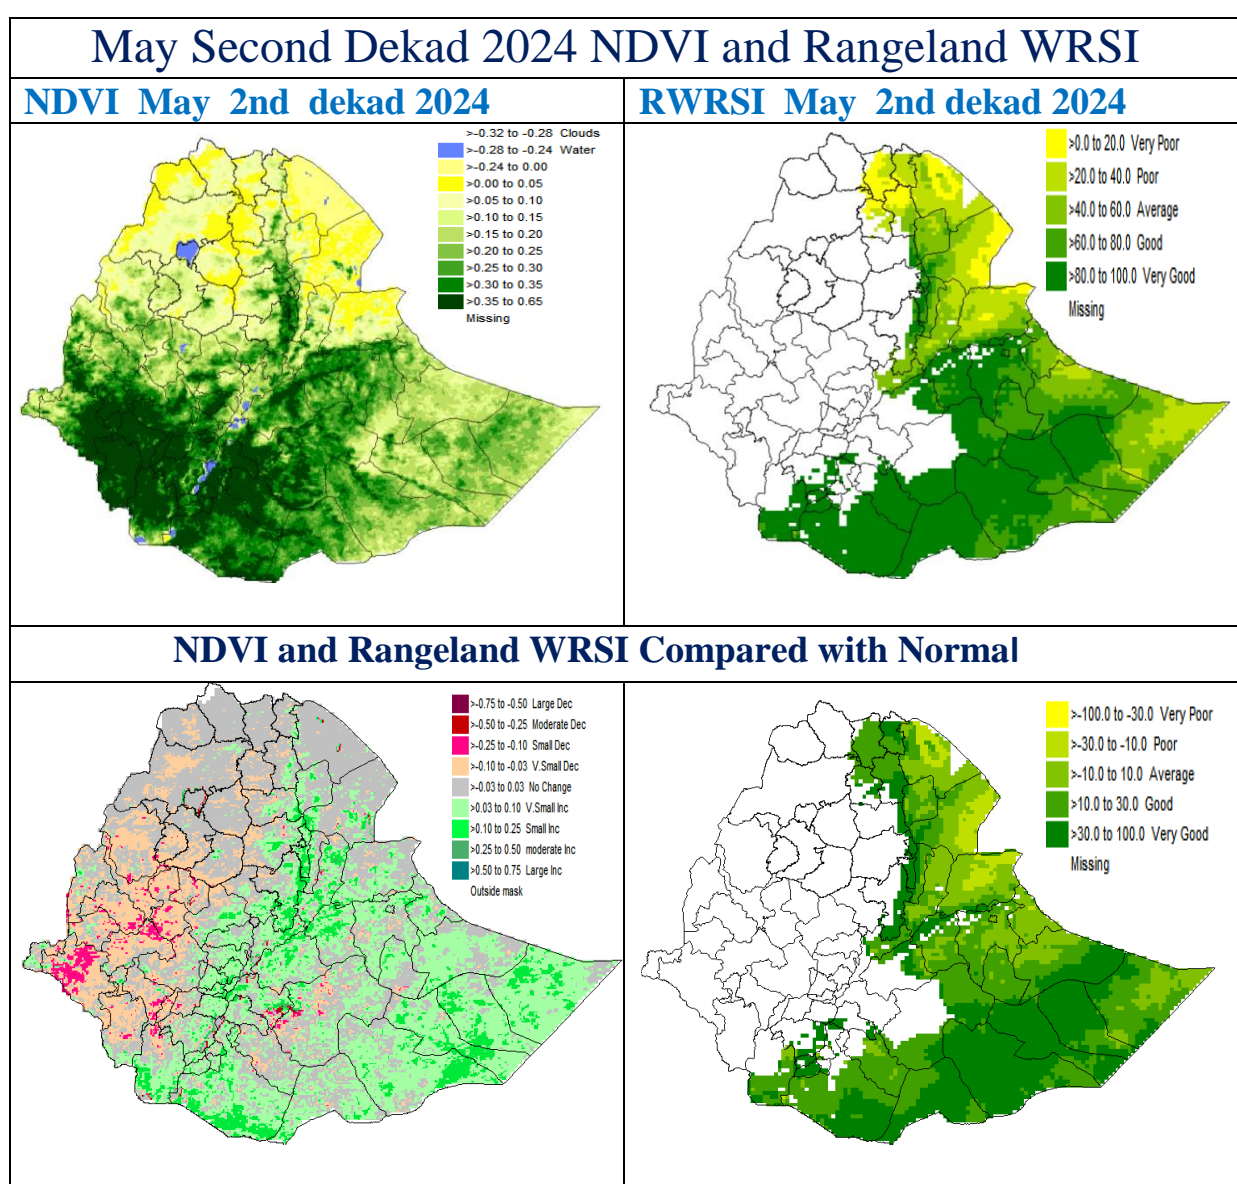 May Second Dekad 2024 NDVI and Rangeland WRSI
NDVI May 2nd dekad 2024
RWRSI May 2nd dekad 2024
>-0.32 to -0.28 Clouds
>-0.28 to -0.24 Water
>-0.24 to 0.00
>0.00 to 0.05
>0.05 to 0.10
>0.10 to 0.15
>0.15 to 0.20
>0.20 to 0.25
>0.25 to 0.30
>0.30 to 0.35
>0.35 to 0.65
Missing
>0.0 to 20.0 Very Poor
>20.0 to 40.0 Poor
>40.0 to 60.0 Average
>60.0 to 80.0 Good
>80.0 to 100.0 Very Good
Missing
NDVI and Rangeland WRSI Compared with Normal
>-0.75 to -0.50 Large Dec
>-0.50 to -0.25 Moderate Dec
>-0.25 to -0.10 Small Dec
>-0.10 to -0.03 V.Small Dec
>-0.03 to 0.03 No Change
>0.03 to 0.10 V.Small Inc
>0.10 to 0.25 Small Inc
>0.25 to 0.50 moderate Inc
>0.50 to 0.75 Large Inc
Outside mask
>-100.0 to -30.0 Very Poor
>-30.0 to -10.0 Poor
>-10.0 to 10.0 Average
>10.0 to 30.0 Good
>30.0 to 100.0 Very Good
Missing